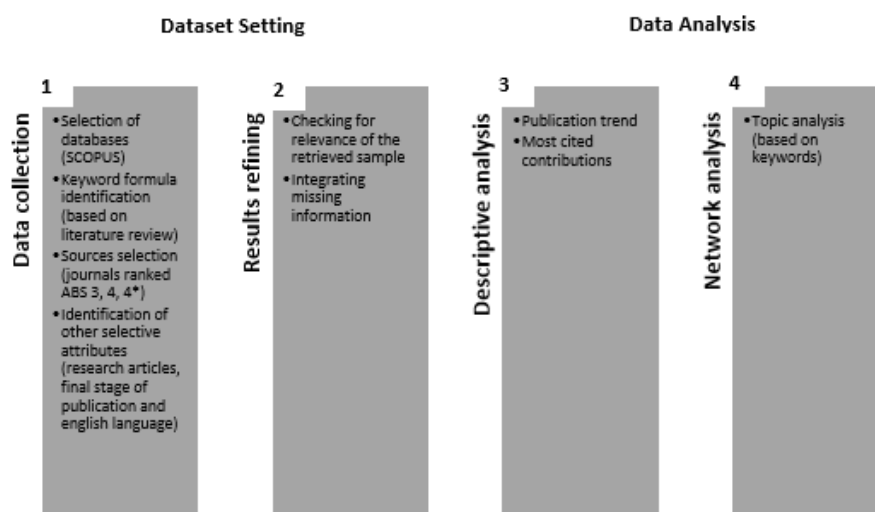 Dataset Setting
Data Analysis
1
Data collection
•Selection of
databases
(SCOPUS)
•Keyword formula
identification
(based on
literature review)
•Sources selection
(journals ranked
ABS 3, 4, 4*)
•Identification of
other selective
attributes
(research articles,
final stage of
publication and
english language)
2
Results refining
•Checking for
relevance of the
retrieved sample
•Integrating
missing
information
3
Descriptive analysis
•Publication trend
•Most cited
contributions
4
Network analysis
•Topic analysis
(based on
keywords)